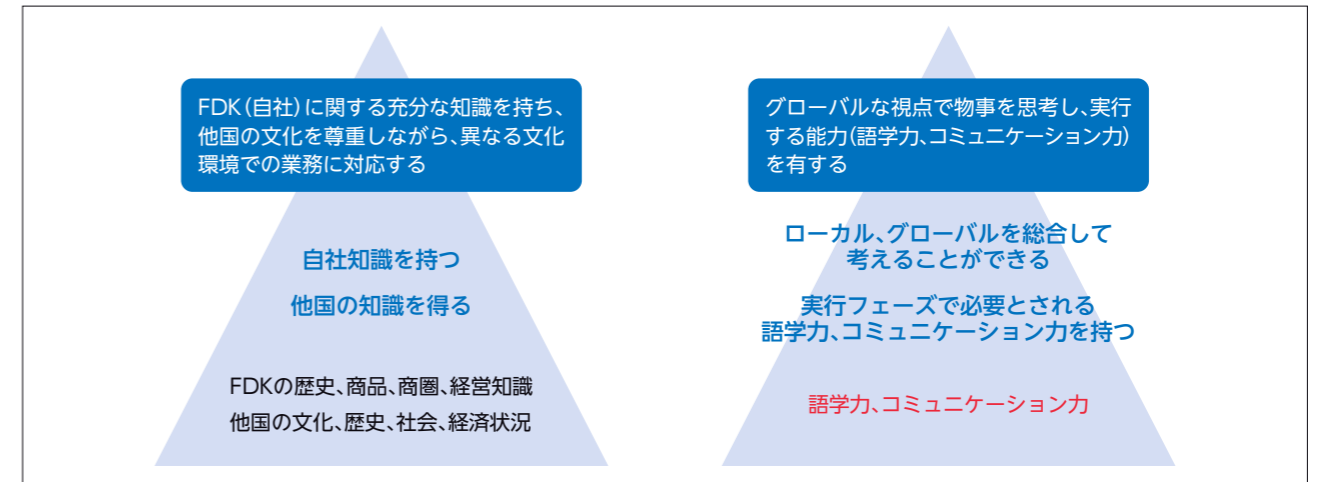 FDK（自社）に関する充分な知識を持ち、
他国の文化を尊重しながら、異なる文化
環境での業務に対応する
自社知識を持つ
他国の知識を得る
FDKの歴史、商品、商圏、経営知識
他国の文化、歴史、社会、経済状況
グローバルな視点で物事を思考し、実行
する能力（語学力、コミュニケーション力）
を有する
ローカル、グローバルを総合して
考えることができる
実行フェーズで必要とされる
語学力、コミュニケーション力を持つ
語学力、コミュニケーション力